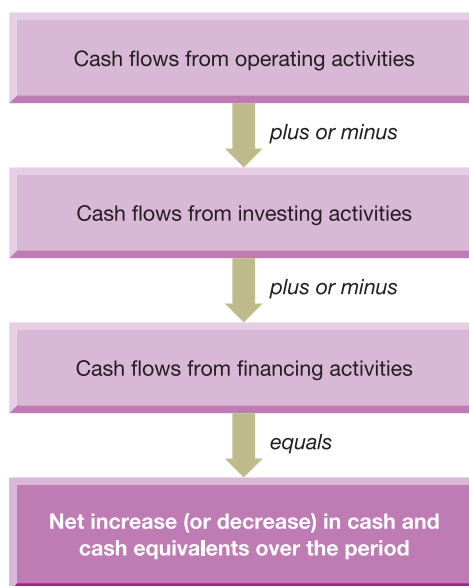 Cash flows from operating activities
plus or minus
Cash flows from investing activities
plus or minus
Cash flows from financing activities
equals
Net increase (or decrease) in cash and
cash equivalents over the period